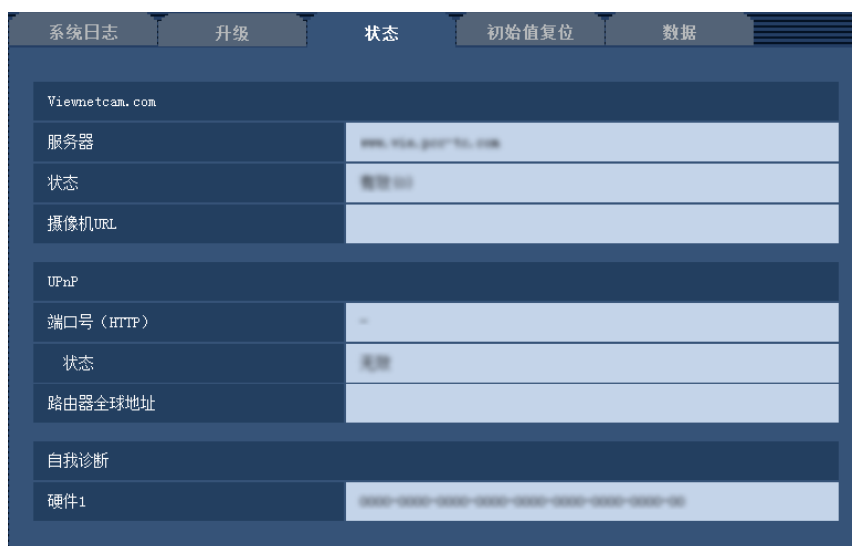 系统日志 升级 状态 初始值复位 数据
Viewnetcam.com
服务器
状态
摄像机URL
UPnP
端口号（HTTP） -
状态
路由器全球地址
自我诊断
硬件1